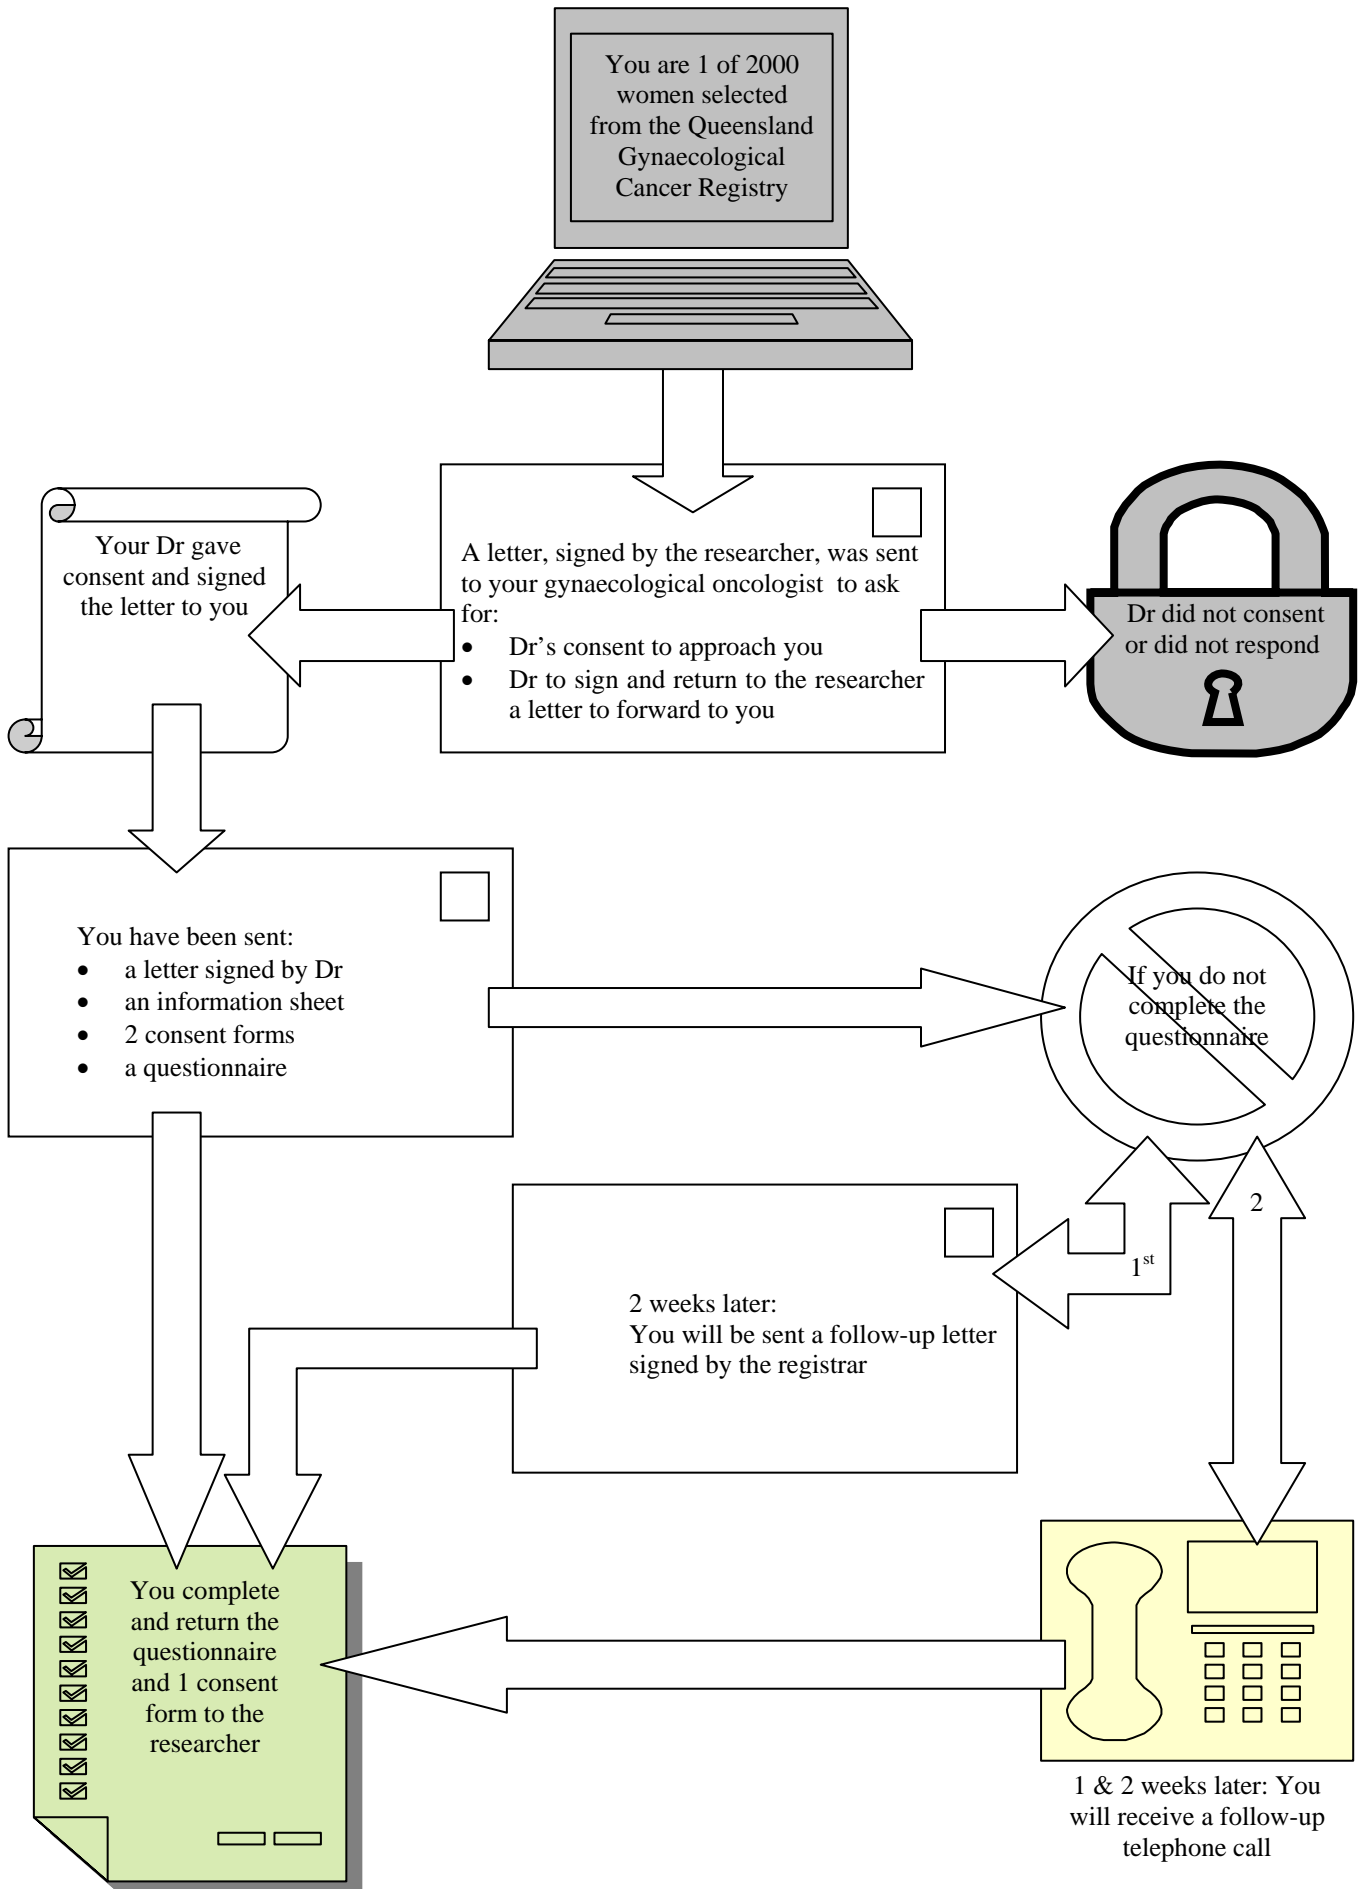 You are 1 of 2000
women selected
from the Queensland
Gynaecological
Cancer Registry
Your Dr gave
consent and signed
the letter to you
A letter, signed by the researcher, was sent
to your gynaecological oncologist to ask
for:
• Dr's consent to approach you
• Dr to sign and return to the researcher
a letter to forward to you
Dr did not consent
or did not respond
You have been sent:
• a letter signed by Dr
• an information sheet
• 2 consent forms
• a questionnaire
If you do not
complete the
questionnaire
1st
2
2 weeks later:
You will be sent a follow-up letter
signed by the registrar
You complete
and return the
questionnaire
and 1 consent
form to the
researcher
1 & 2 weeks later: You
will receive a follow-up
telephone call